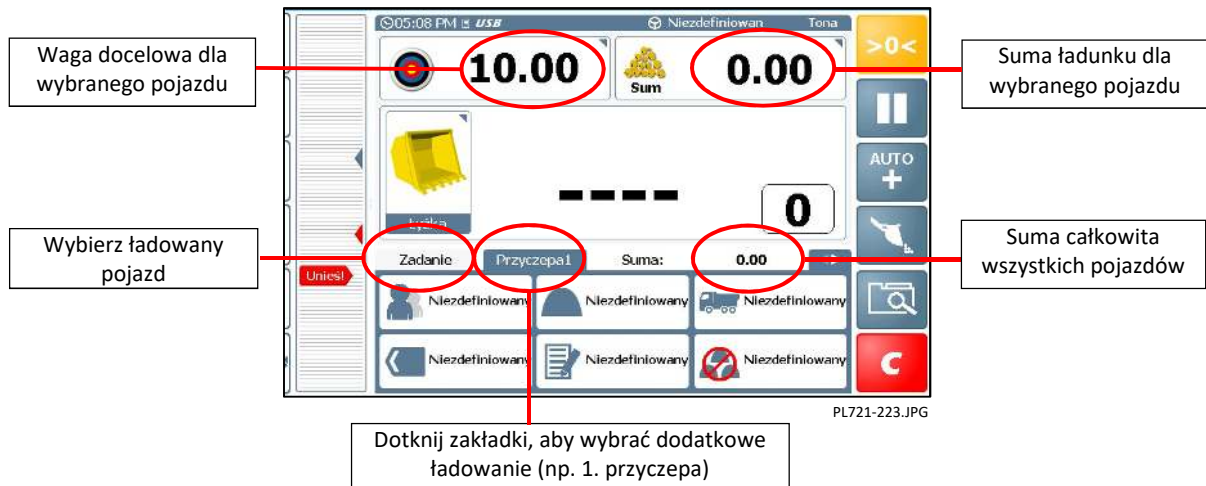 05:08 PM USB Niezdefiniowan Tona
Waga docelowa dla
wybranego pojazdu
10.00
Sum
0.00
>0<
Suma ładunku dla
wybranego pojazdu
AUTO
+
Łyżka
----
0
Wybierz ładowany
pojazd
Zadanie Przyczepa1 Suma: 0.00
Suma całkowita
wszystkich pojazdów
Unieś!
Niezdefiniowany Niezdefiniowany Niezdefiniowany
Niezdefiniowany Niezdefiniowany Niezdefiniowany
C
PL721-223.JPG
Dotknij zakładki, aby wybrać dodatkowe
ładowanie (np. 1. przyczepa)